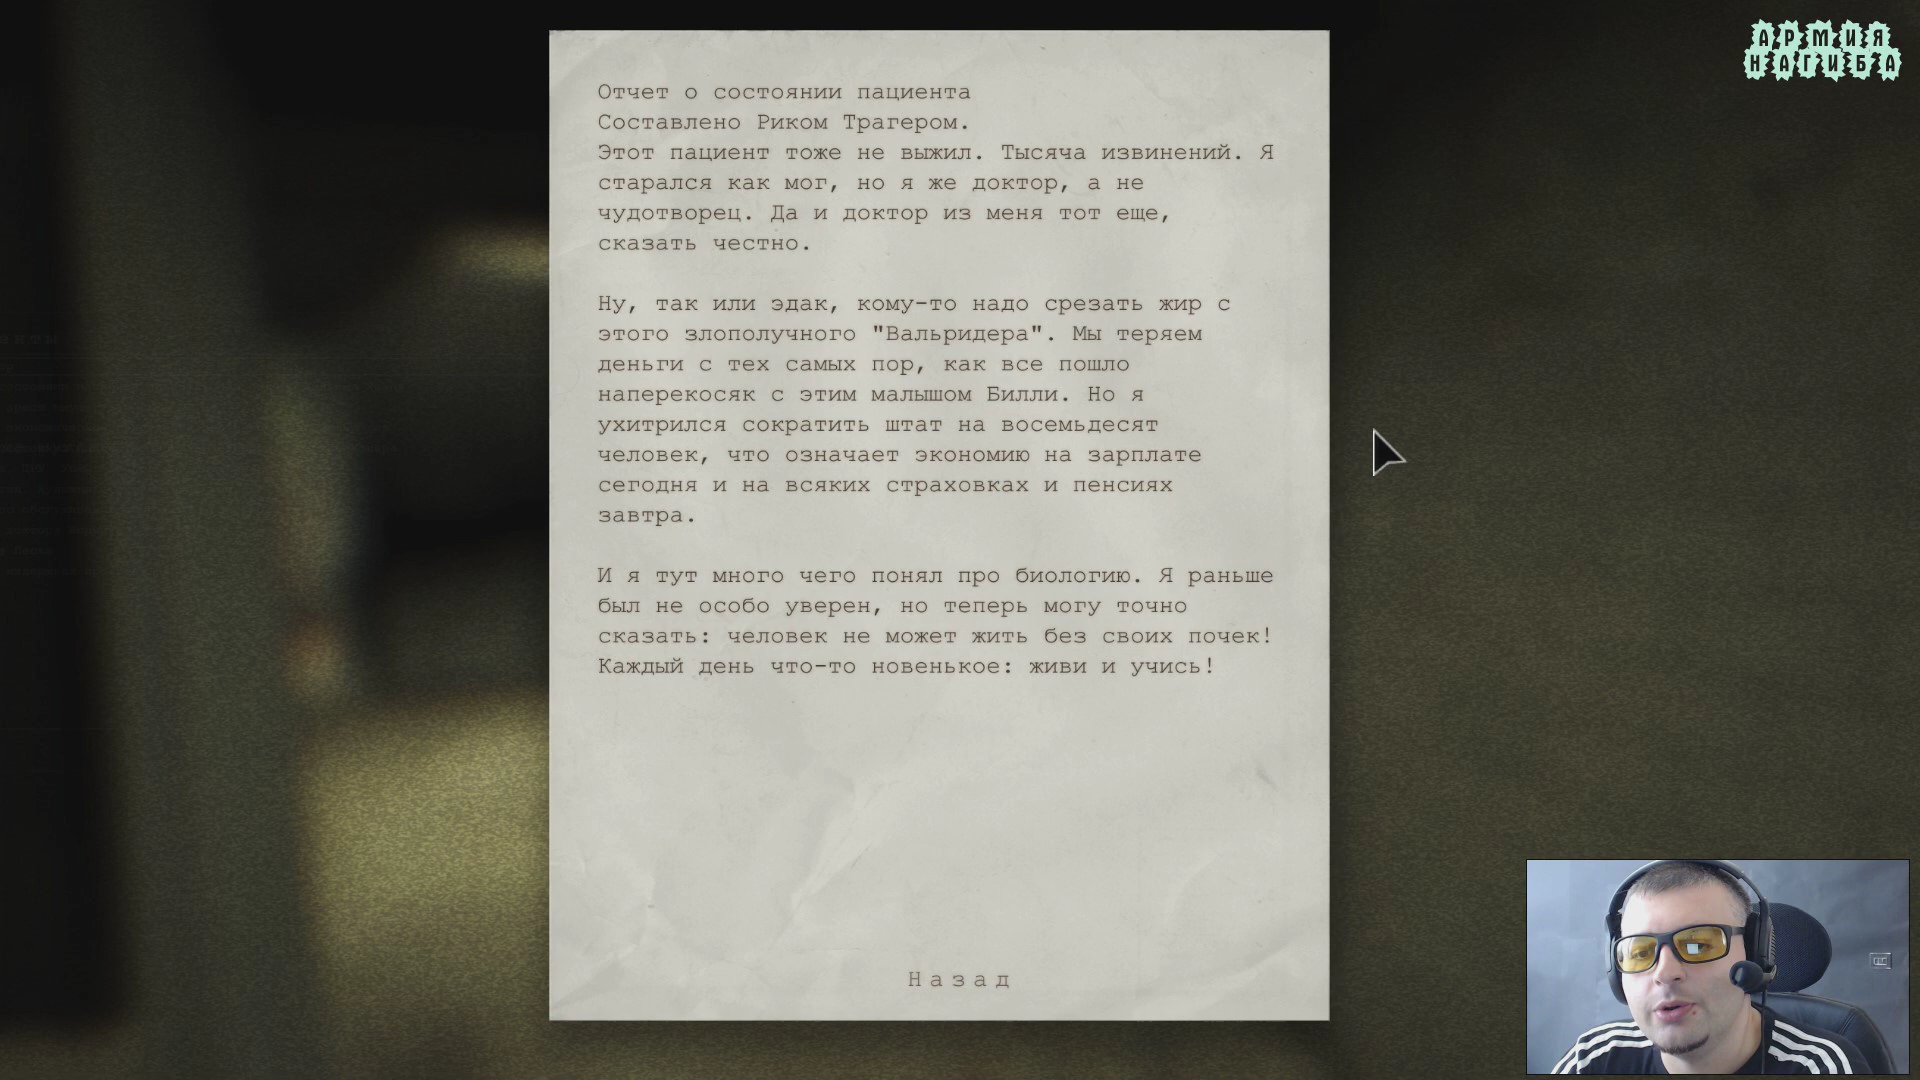 АРМИЯ
НАГИБА
Отчет о состоянии пациента
Составлено Риком Трагером.
Этот пациент тоже не выжил. Тысяча извинений. Я
старался как мог, но я же доктор, а не
чудотворец. Да и доктор из меня тот еще,
сказать честно.
Ну, так или эдак, кому-то надо срезать жир с
этого злополучного "Вальридера". Мы теряем
деньги с тех самых пор, как все пошло
наперекосяк с этим малышом Билли. Но я
ухитрился сократить штат на восемьдесят
человек, что означает экономию на зарплате
сегодня и на всяких страховках и пенсиях
завтра.
И я тут много чего понял про биологию. Я раньше
был не особо уверен, но теперь могу точно
сказать: человек не может жить без своих почек!
Каждый день что-то новенькое: живи и учись!
Назад